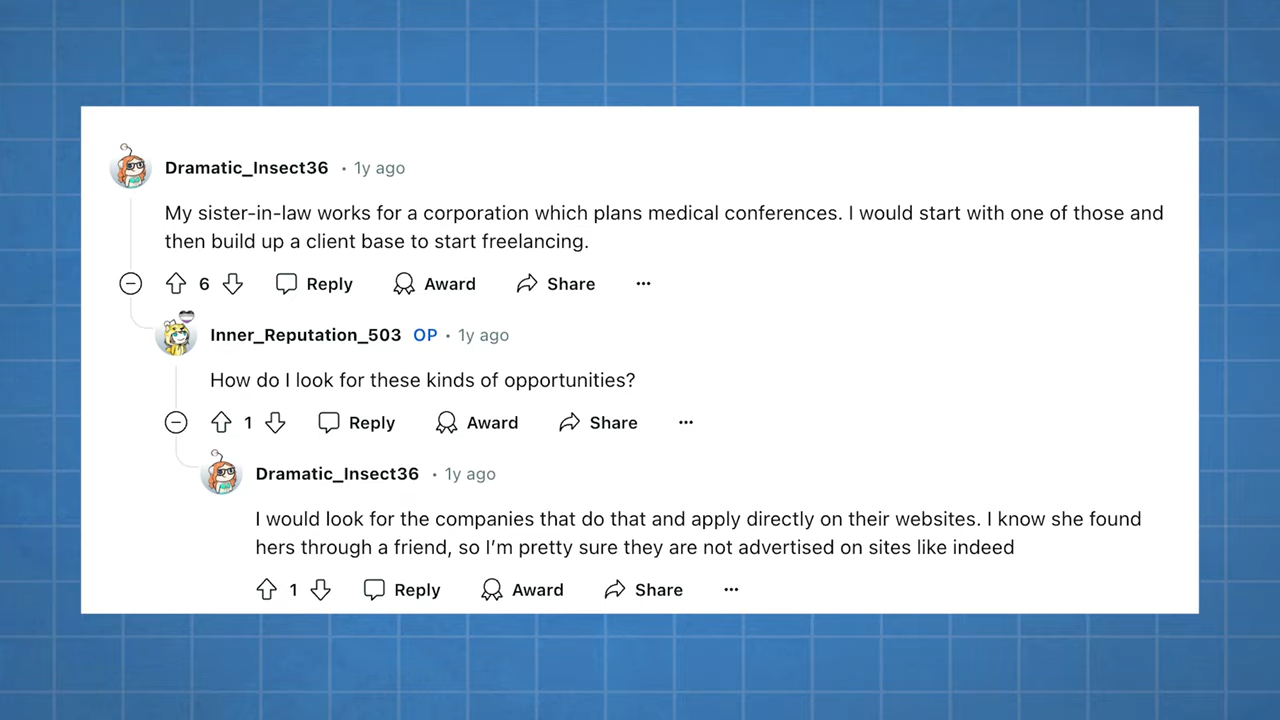 Dramatic_Insect36 • 1y ago
My sister-in-law works for a corporation which plans medical conferences. I would start with one of those and
then build up a client base to start freelancing.
6 Reply Award Share ...
Inner_Reputation_503 OP • 1y ago
How do I look for these kinds of opportunities?
1 Reply Award Share ...
Dramatic_Insect36 • 1y ago
I would look for the companies that do that and apply directly on their websites. I know she found
hers through a friend, so I’m pretty sure they are not advertised on sites like indeed
1 Reply Award Share ...